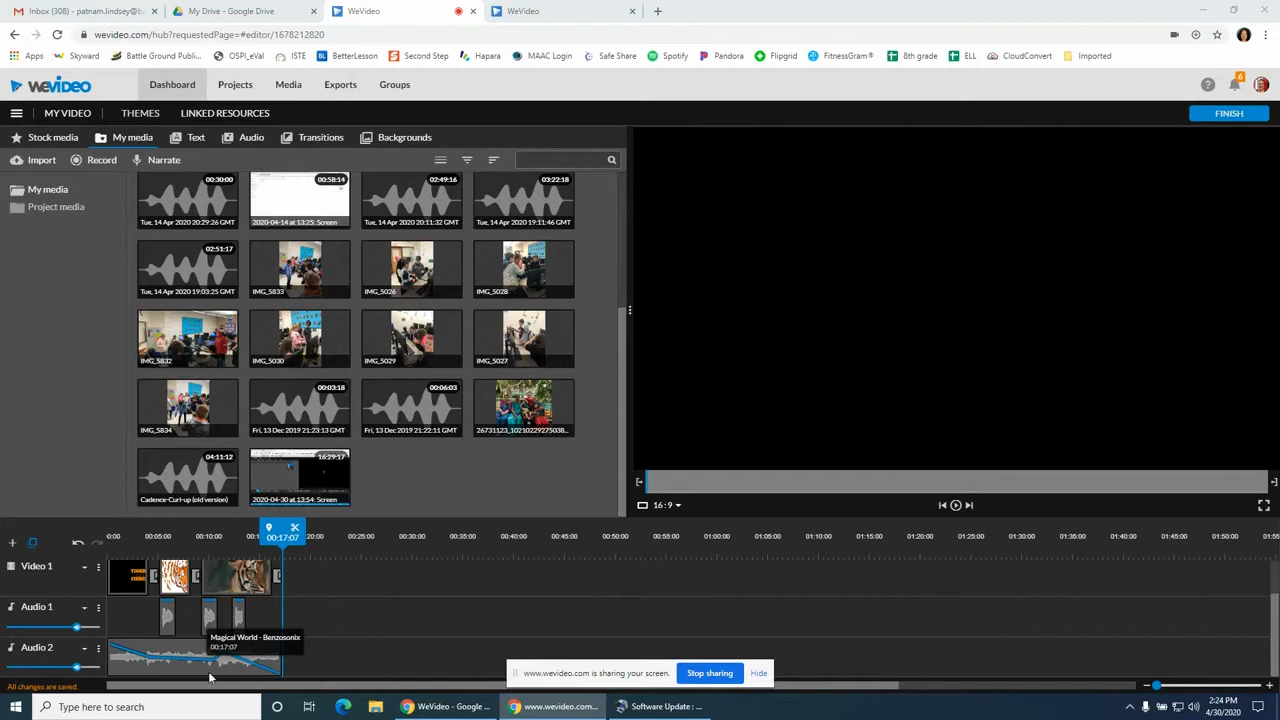 Inbox (308) - patnam.lindsey@b
My Drive - Google Drive
WeVideo
WeVideo
wevideo.com/hub?requestedPage=#editor/1678212820
Apps
Skyward
Battle Ground Publi...
OSPI_eVal
ISTE
BL BetterLesson
Second Step
Hapara
MAAC Login
Safe Share
Spotify
Pandora
Flipgrid
FitnessGram®
8th grade
ELL
CloudConvert
Imported
wevideo
Dashboard
Projects
Media
Exports
Groups
6
MY VIDEO
THEMES
LINKED RESOURCES
FINISH
Stock media
My media
Text
Audio
Transitions
Backgrounds
Import
Record
Narrate
My media
Project media
00:30:00
00:58:14
02:49:16
03:22:18
Tue, 14 Apr 2020 20:29:26 GMT
2020-04-14 at 13:25: Screen
Tue, 14 Apr 2020 20:11:32 GMT
Tue, 14 Apr 2020 19:11:46 GMT
02:51:17
Tue, 14 Apr 2020 19:03:25 GMT
IMG_5833
IMG_5026
IMG_5028
IMG_5832
IMG_5030
IMG_5029
IMG_5027
00:03:18
00:06:03
IMG_5834
Fri, 13 Dec 2019 21:23:13 GMT
Fri, 13 Dec 2019 21:22:11 GMT
26731123_10210229275038...
04:11:12
16:29:17
Cadence-Curl-up (old version)
2020-04-30 at 13:54: Screen
16:9
00:17:07
0:00
00:05:00
00:10:00
00:20:00
00:25:00
00:30:00
00:35:00
00:40:00
00:45:00
00:50:00
00:55:00
01:00:00
01:05:00
01:10:00
01:15:00
01:20:00
01:25:00
01:30:00
01:35:00
01:40:00
01:45:00
01:50:00
01:55
Video 1
TIGER
Audio 1
Magical World - Benzosonix
00:17:07
Audio 2
All changes are saved.
www.wevideo.com is sharing your screen.
Stop sharing
Hide
Type here to search
WeVideo - Google ...
www.wevideo.com...
Software Update : ...
2:24 PM
4/30/2020